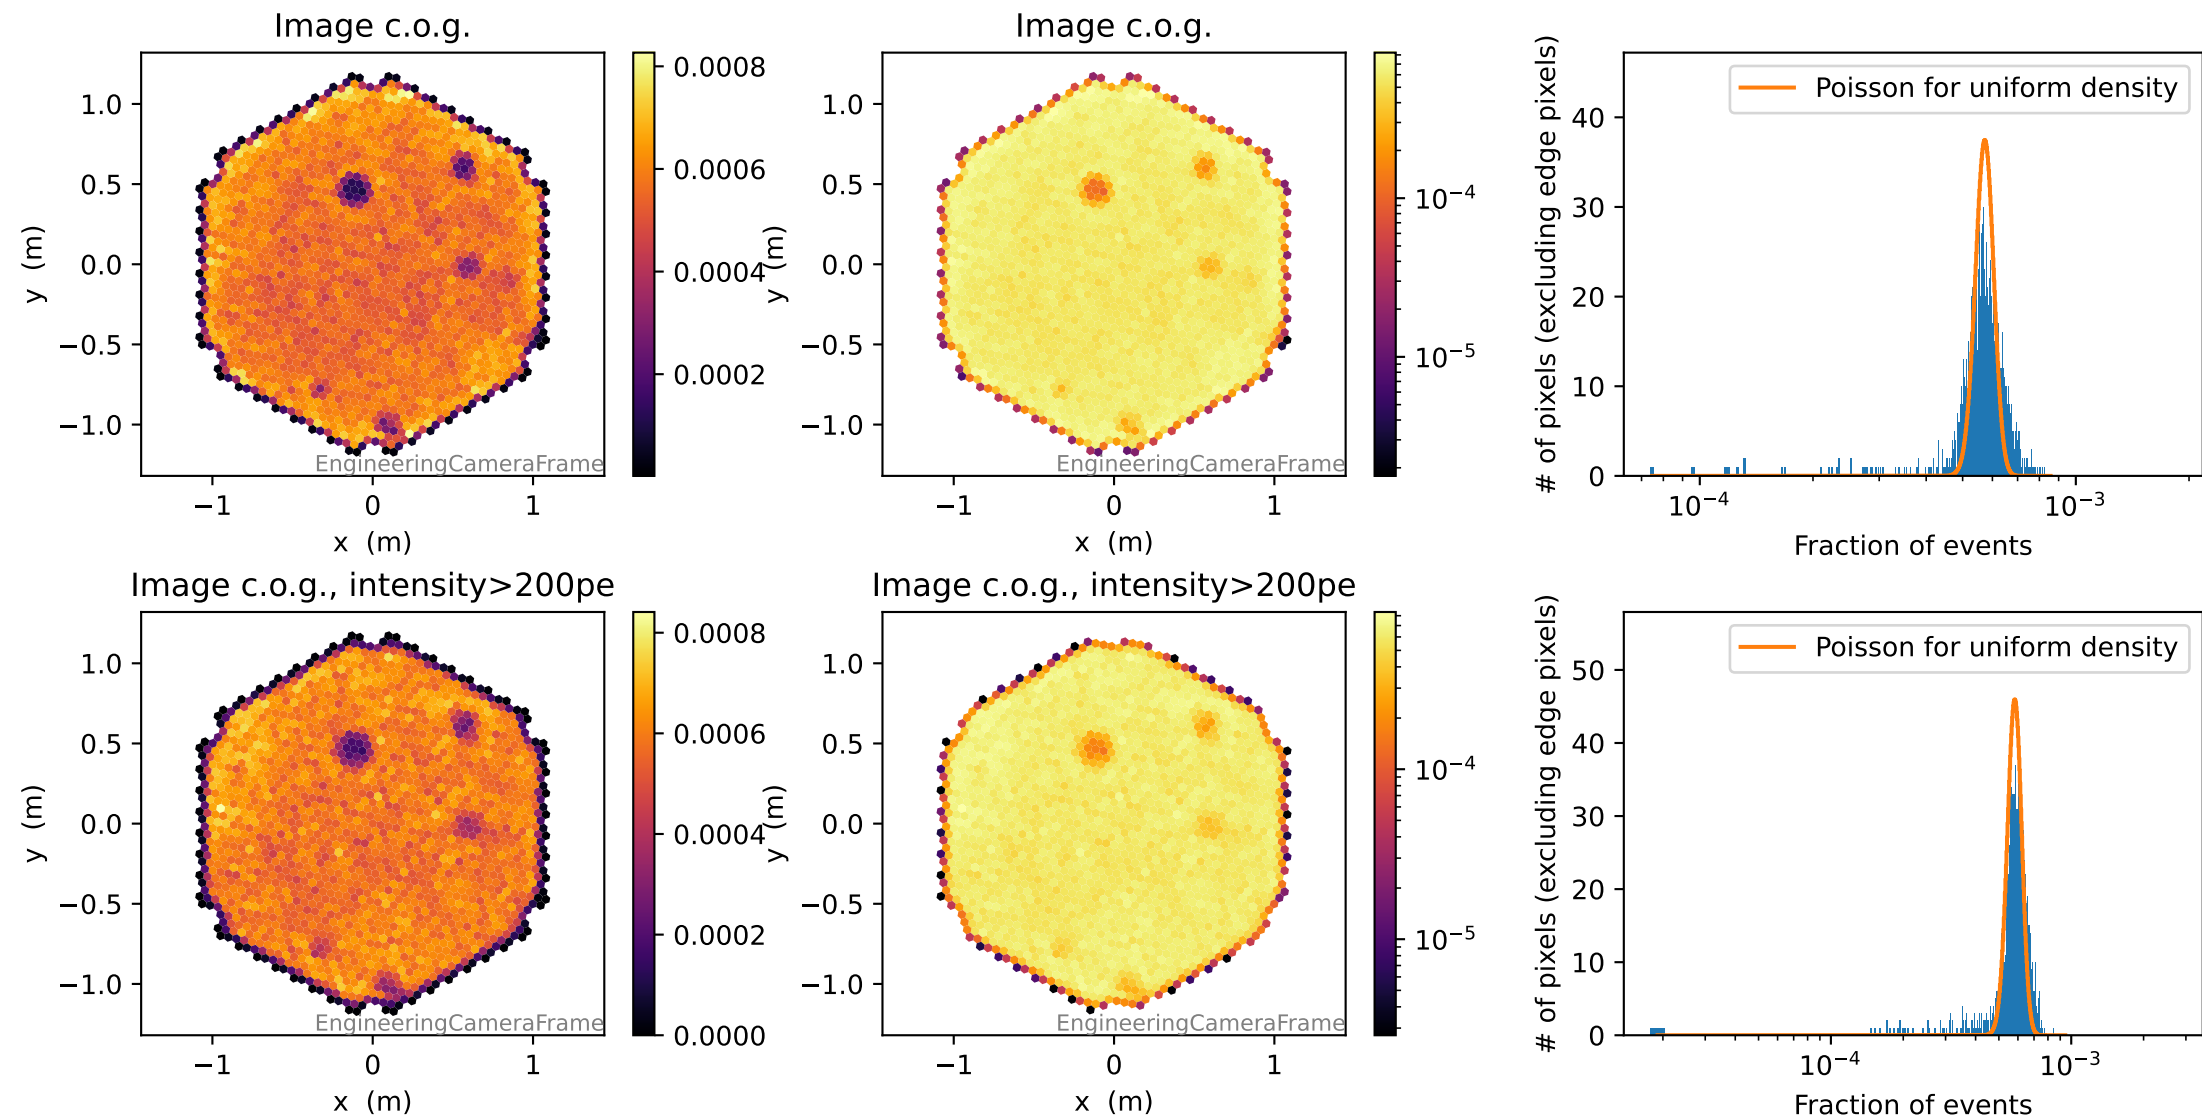 Image c.o.g.
1.0
0.5
0.0
−0.5
−1.0
y (m)
−1 0 1
x (m)
EngineeringCameraFrame
0.0008
0.0006
0.0004
0.0002
Image c.o.g.
1.0
0.5
0.0
−0.5
−1.0
y (m)
−1 0 1
x (m)
EngineeringCameraFrame
10⁻⁴
10⁻⁵
Poisson for uniform density
# of pixels (excluding edge pixels)
40
30
20
10
0
10⁻⁴ 10⁻³
Fraction of events
Image c.o.g., intensity>200pe
1.0
0.5
0.0
−0.5
−1.0
y (m)
−1 0 1
x (m)
EngineeringCameraFrame
0.0008
0.0006
0.0004
0.0002
0.0000
Image c.o.g., intensity>200pe
1.0
0.5
0.0
−0.5
−1.0
y (m)
−1 0 1
x (m)
EngineeringCameraFrame
10⁻⁴
10⁻⁵
Poisson for uniform density
# of pixels (excluding edge pixels)
50
40
30
20
10
0
10⁻⁴ 10⁻³
Fraction of events